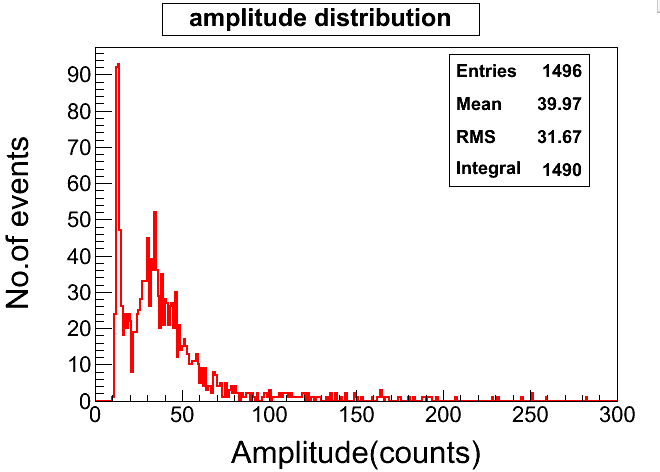 amplitude distribution
Entries 1496
Mean 39.97
RMS 31.67
Integral 1490
No.of events
90
80
70
60
50
40
30
20
10
0
0 50 100 150 200 250 300
Amplitude(counts)